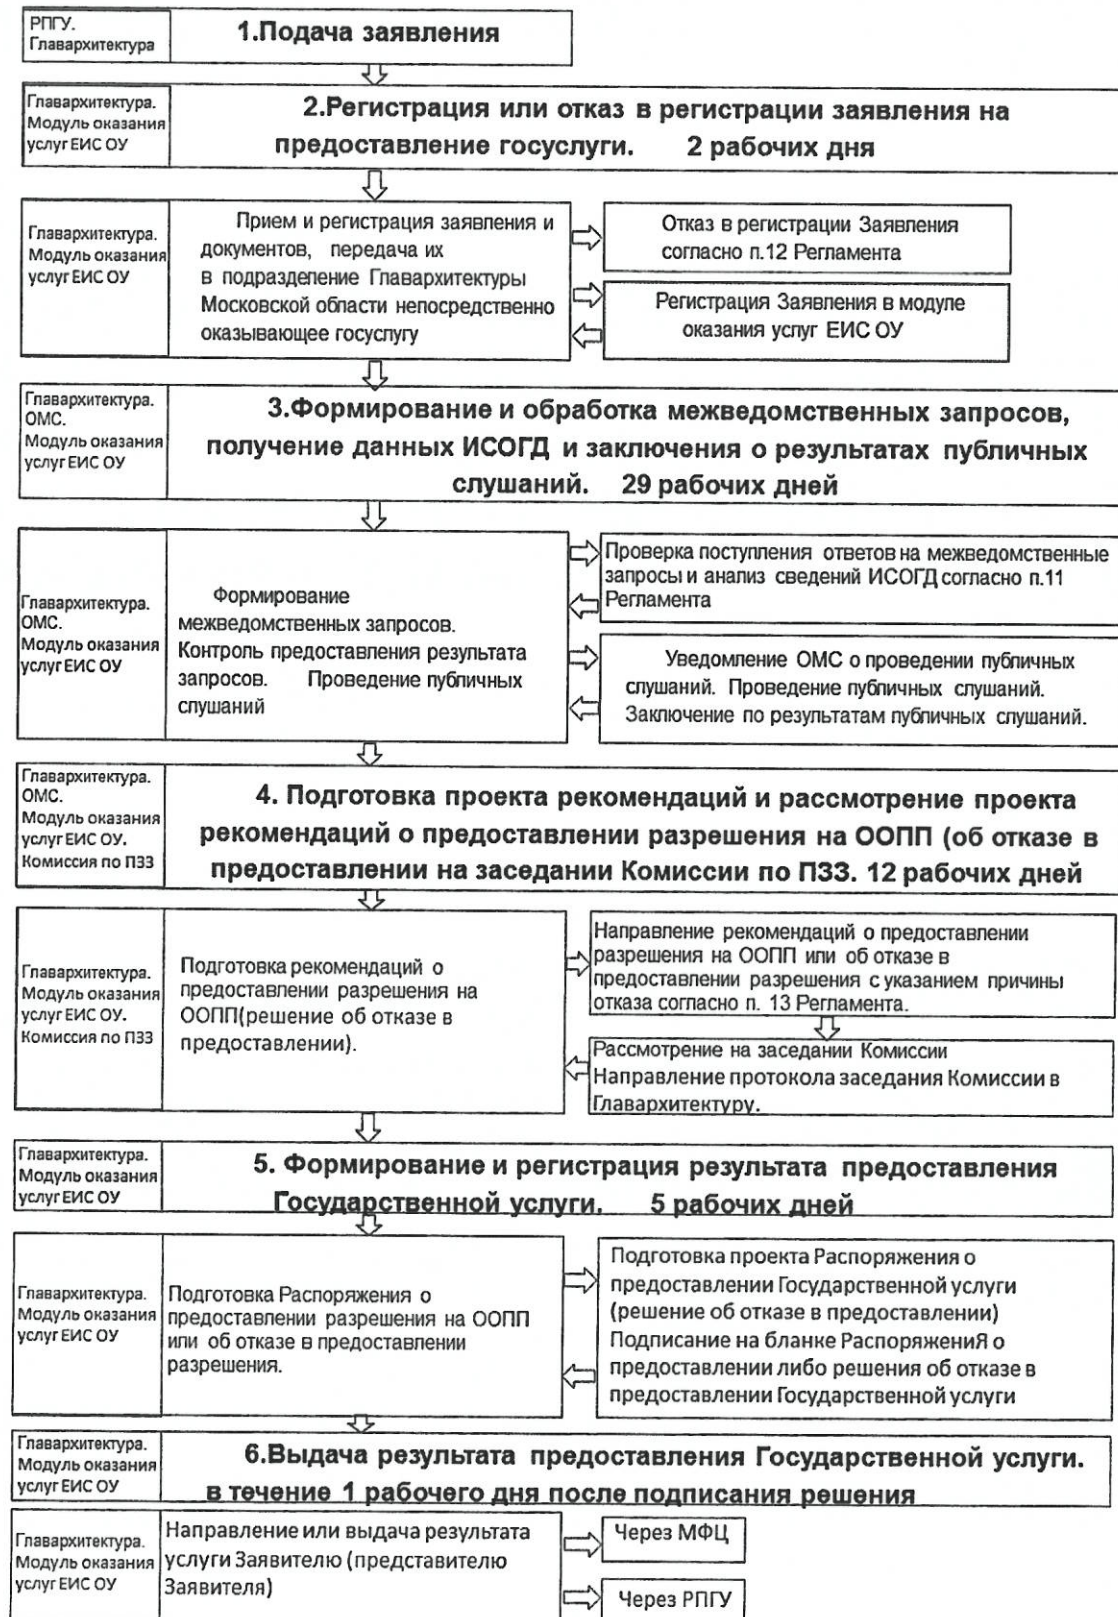 РПГУ.
Главархитектура
1.Подача заявления
Главархитектура.
Модуль оказания
услуг ЕИС ОУ
2.Регистрация или отказ в регистрации заявления на
предоставление госуслуги. 2 рабочих дня
Главархитектура.
Модуль оказания
услуг ЕИС ОУ
Прием и регистрация заявления и
документов, передача их
в подразделение Главархитектуры
Московской области непосредственно
оказывающее госуслугу
Отказ в регистрации Заявления
согласно п.12 Регламента
Регистрация Заявления в модуле
оказания услуг ЕИС ОУ
Главархитектура.
ОМС.
Модуль оказания
услуг ЕИС ОУ
3.Формирование и обработка межведомственных запросов,
получение данных ИСОГД и заключения о результатах публичных
слушаний. 29 рабочих дней
Главархитектура.
ОМС.
Модуль оказания
услуг ЕИС ОУ
Формирование
межведомственных запросов.
Контроль предоставления результата
запросов. Проведение публичных
слушаний
Проверка поступления ответов на межведомственные
запросы и анализ сведений ИСОГД согласно п.11
Регламента
Уведомление ОМС о проведении публичных
слушаний. Проведение публичных слушаний.
Заключение по результатам публичных слушаний.
Главархитектура.
ОМС.
Модуль оказания
услуг ЕИС ОУ.
Комиссия по ПЗЗ
4. Подготовка проекта рекомендаций и рассмотрение проекта
рекомендаций о предоставлении разрешения на ООПП (об отказе в
предоставлении на заседании Комиссии по ПЗЗ. 12 рабочих дней
Главархитектура.
Модуль оказания
услуг ЕИС ОУ.
Комиссия по ПЗЗ
Подготовка рекомендаций о
предоставлении разрешения на
ООПП(решение об отказе в
предоставлении).
Направление рекомендаций о предоставлении
разрешения на ООПП или об отказе в
предоставлении разрешения с указанием причины
отказа согласно п. 13 Регламента.
Рассмотрение на заседании Комиссии
Направление протокола заседания Комиссии в
Главархитектуру.
Главархитектура.
Модуль оказания
услуг ЕИС ОУ
5. Формирование и регистрация результата предоставления
Государственной услуги. 5 рабочих дней
Главархитектура.
Модуль оказания
услуг ЕИС ОУ
Подготовка Распоряжения о
предоставлении разрешения на ООПП
или об отказе в предоставлении
разрешения.
Подготовка проекта Распоряжения о
предоставлении Государственной услуги
(решение об отказе в предоставлении)
Подписание на бланке РаспоряжениЯ о
предоставлении либо решения об отказе в
предоставлении Государственной услуги
Главархитектура.
Модуль оказания
услуг ЕИС ОУ
6.Выдача результата предоставления Государственной услуги.
в течение 1 рабочего дня после подписания решения
Главархитектура.
Модуль оказания
услуг ЕИС ОУ
Направление или выдача результата
услуги Заявителю (представителю
Заявителя)
Через МФЦ
Через РПГУ